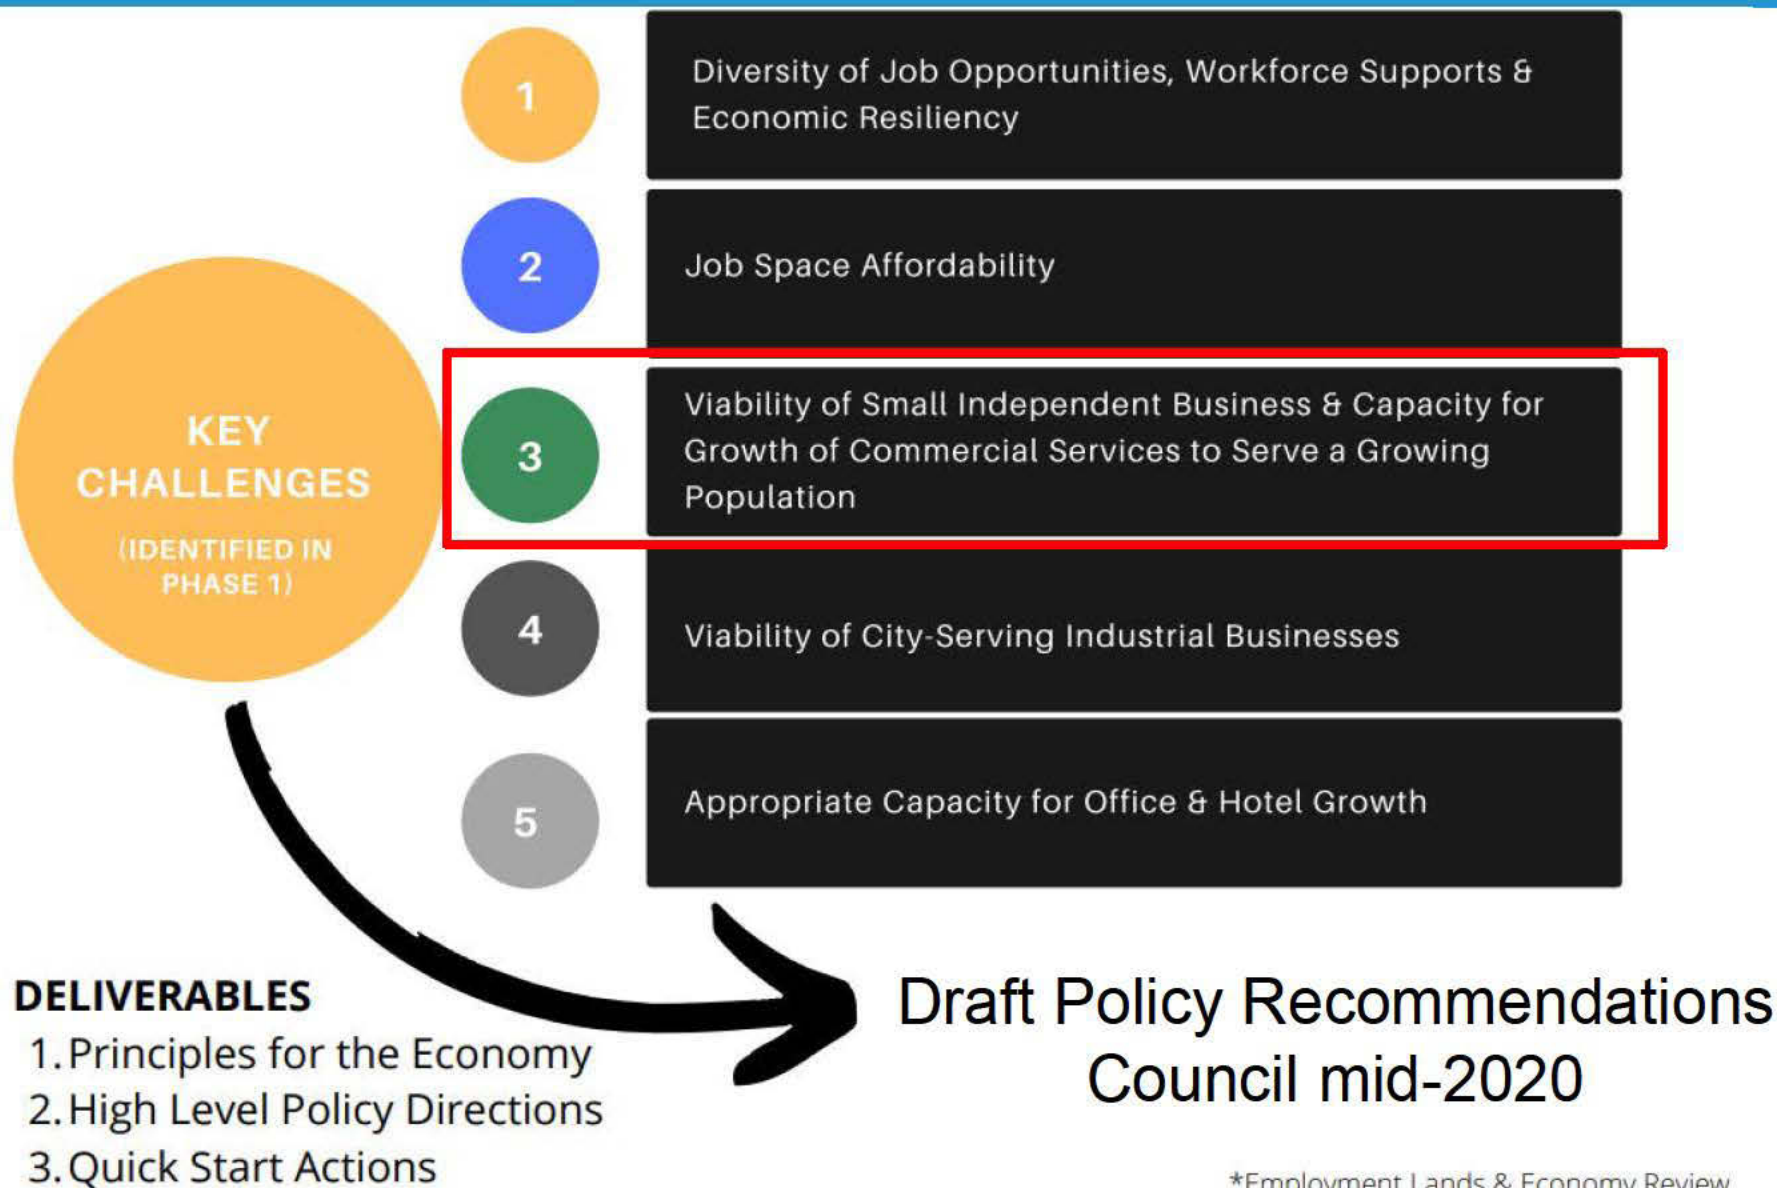 KEY
CHALLENGES
(IDENTIFIED IN
PHASE 1)
1
Diversity of Job Opportunities, Workforce Supports &
Economic Resiliency
2
Job Space Affordability
3
Viability of Small Independent Business & Capacity for
Growth of Commercial Services to Serve a Growing
Population
4
Viability of City-Serving Industrial Businesses
5
Appropriate Capacity for Office & Hotel Growth
DELIVERABLES
1. Principles for the Economy
2. High Level Policy Directions
3. Quick Start Actions
Draft Policy Recommendations
Council mid-2020
*Employment Lands & Economy Review